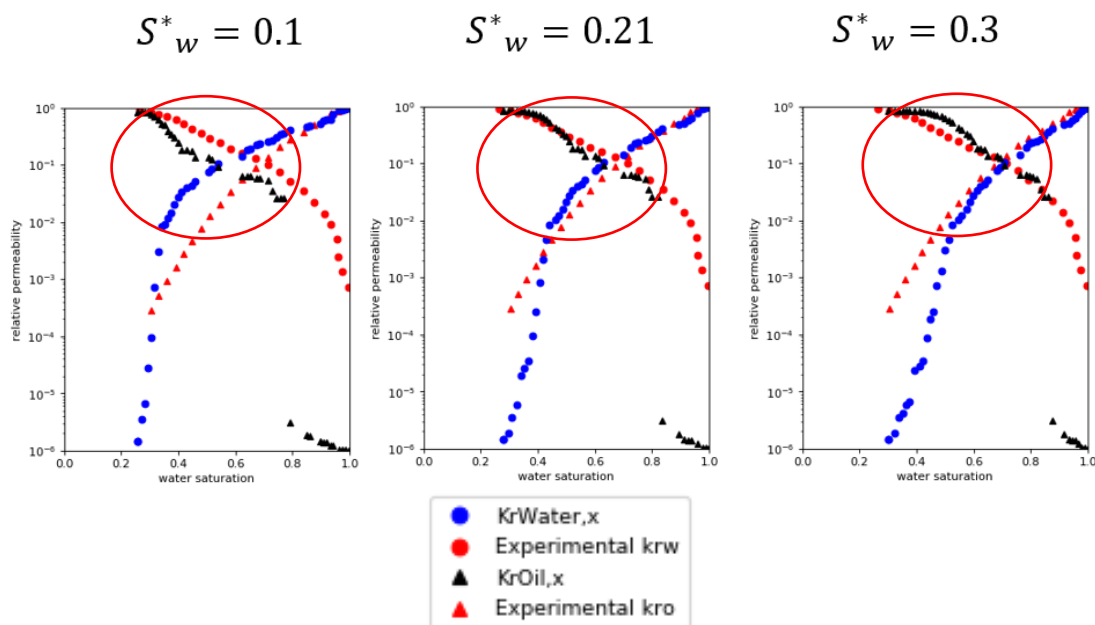 S*w = 0.1
S*w = 0.21
S*w = 0.3
relative permeability
10⁰
10⁻¹
10⁻²
10⁻³
10⁻⁴
10⁻⁵
10⁻⁶
0.0 0.2 0.4 0.6 0.8 1.0
water saturation
relative permeability
10⁰
10⁻¹
10⁻²
10⁻³
10⁻⁴
10⁻⁵
10⁻⁶
0.0 0.2 0.4 0.6 0.8 1.0
water saturation
relative permeability
10⁰
10⁻¹
10⁻²
10⁻³
10⁻⁴
10⁻⁵
10⁻⁶
0.0 0.2 0.4 0.6 0.8 1.0
water saturation
KrWater,x
Experimental krw
KrOil,x
Experimental kro